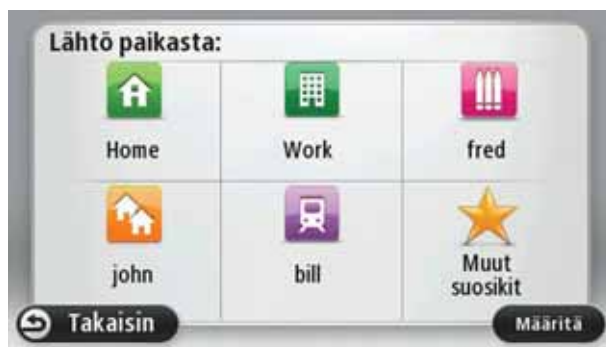 Lähtö paikasta:
Home
Work
fred
john
bill
Muut
suosikit
Takaisin
Määritä